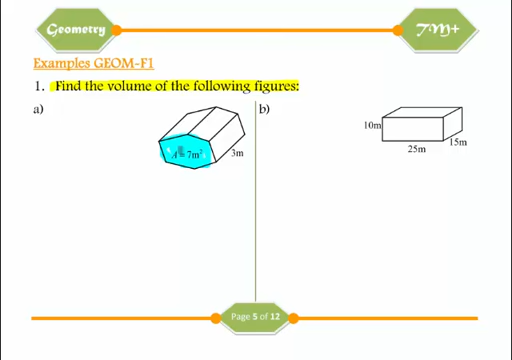 Geometry
7M+
Examples GEOM-F1
1. Find the volume of the following figures:
a)
b)
A = 7m²
3m
10m
15m
25m
Page 5 of 12